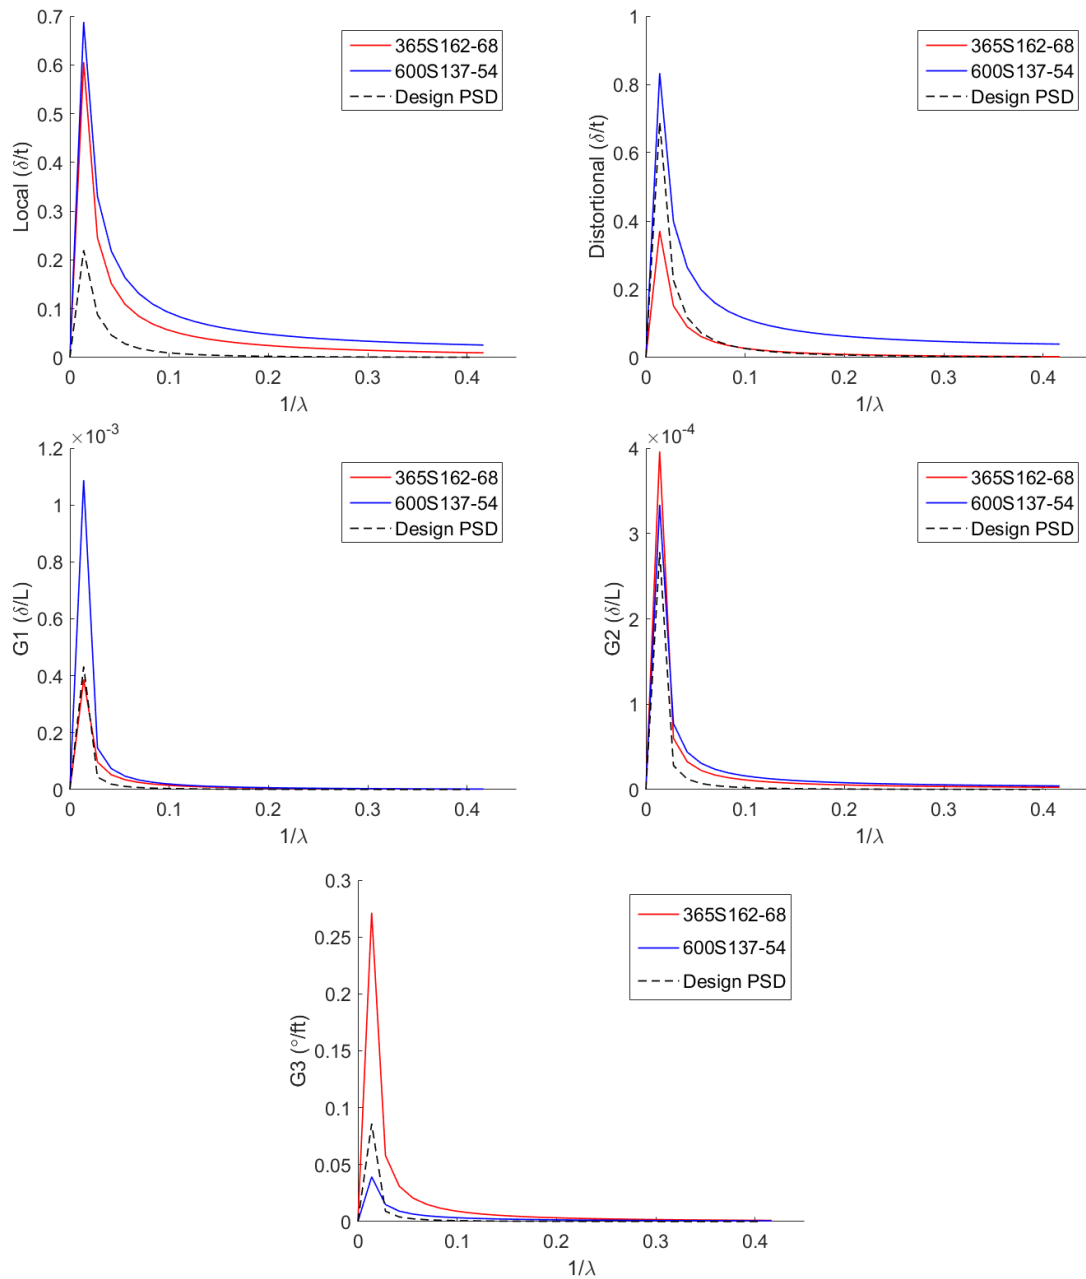 0.7
0.6
0.5
0.4
0.3
0.2
0.1
0
Local (δ/t)
0 0.1 0.2 0.3 0.4
1/λ
365S162-68
600S137-54
Design PSD
1
0.8
0.6
0.4
0.2
0
Distortional (δ/t)
0 0.1 0.2 0.3 0.4
1/λ
365S162-68
600S137-54
Design PSD
×10⁻³
1.2
1
0.8
0.6
0.4
0.2
0
G1 (δ/L)
0 0.1 0.2 0.3 0.4
1/λ
365S162-68
600S137-54
Design PSD
×10⁻⁴
4
3
2
1
0
G2 (δ/L)
0 0.1 0.2 0.3 0.4
1/λ
365S162-68
600S137-54
Design PSD
0.3
0.25
0.2
0.15
0.1
0.05
0
G3 (°/ft)
0 0.1 0.2 0.3 0.4
1/λ
365S162-68
600S137-54
Design PSD